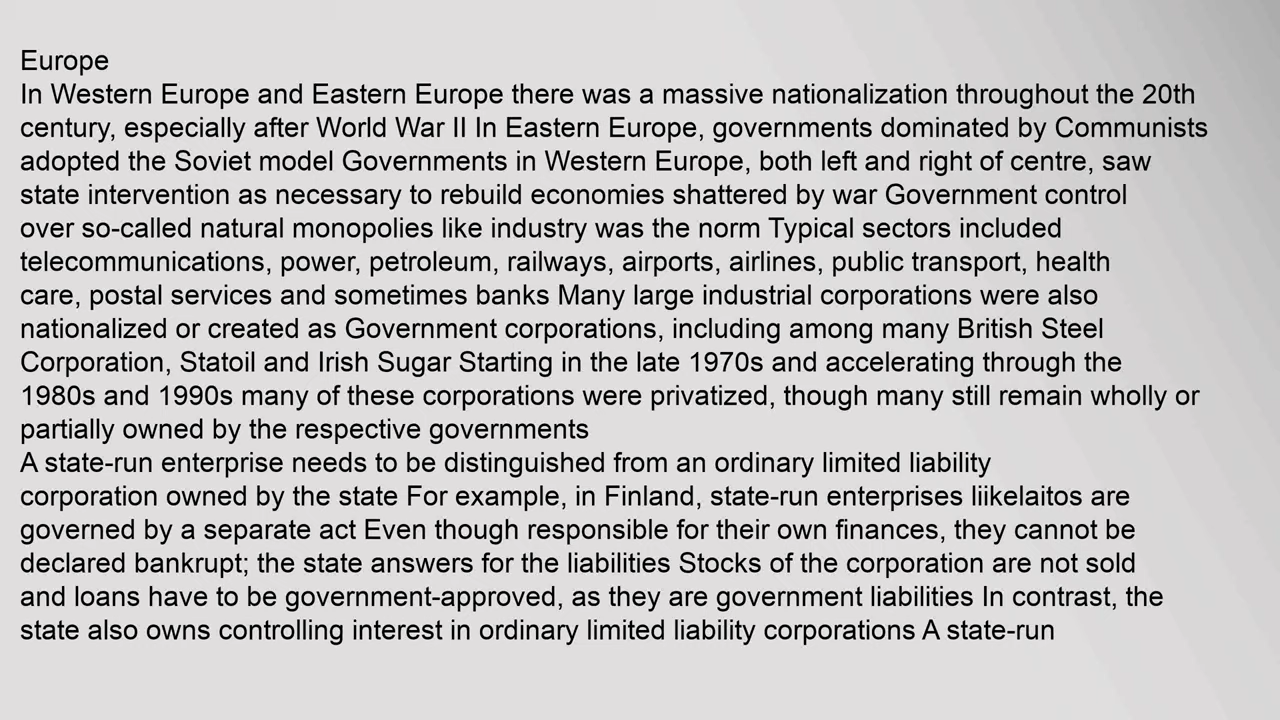 Europe
In Western Europe and Eastern Europe there was a massive nationalization throughout the 20th
century, especially after World War II In Eastern Europe, governments dominated by Communists
adopted the Soviet model Governments in Western Europe, both left and right of centre, saw
state intervention as necessary to rebuild economies shattered by war Government control
over so-called natural monopolies like industry was the norm Typical sectors included
telecommunications, power, petroleum, railways, airports, airlines, public transport, health
care, postal services and sometimes banks Many large industrial corporations were also
nationalized or created as Government corporations, including among many British Steel
Corporation, Statoil and Irish Sugar Starting in the late 1970s and accelerating through the
1980s and 1990s many of these corporations were privatized, though many still remain wholly or
partially owned by the respective governments
A state-run enterprise needs to be distinguished from an ordinary limited liability
corporation owned by the state For example, in Finland, state-run enterprises liikelaitos are
governed by a separate act Even though responsible for their own finances, they cannot be
declared bankrupt; the state answers for the liabilities Stocks of the corporation are not sold
and loans have to be government-approved, as they are government liabilities In contrast, the
state also owns controlling interest in ordinary limited liability corporations A state-run